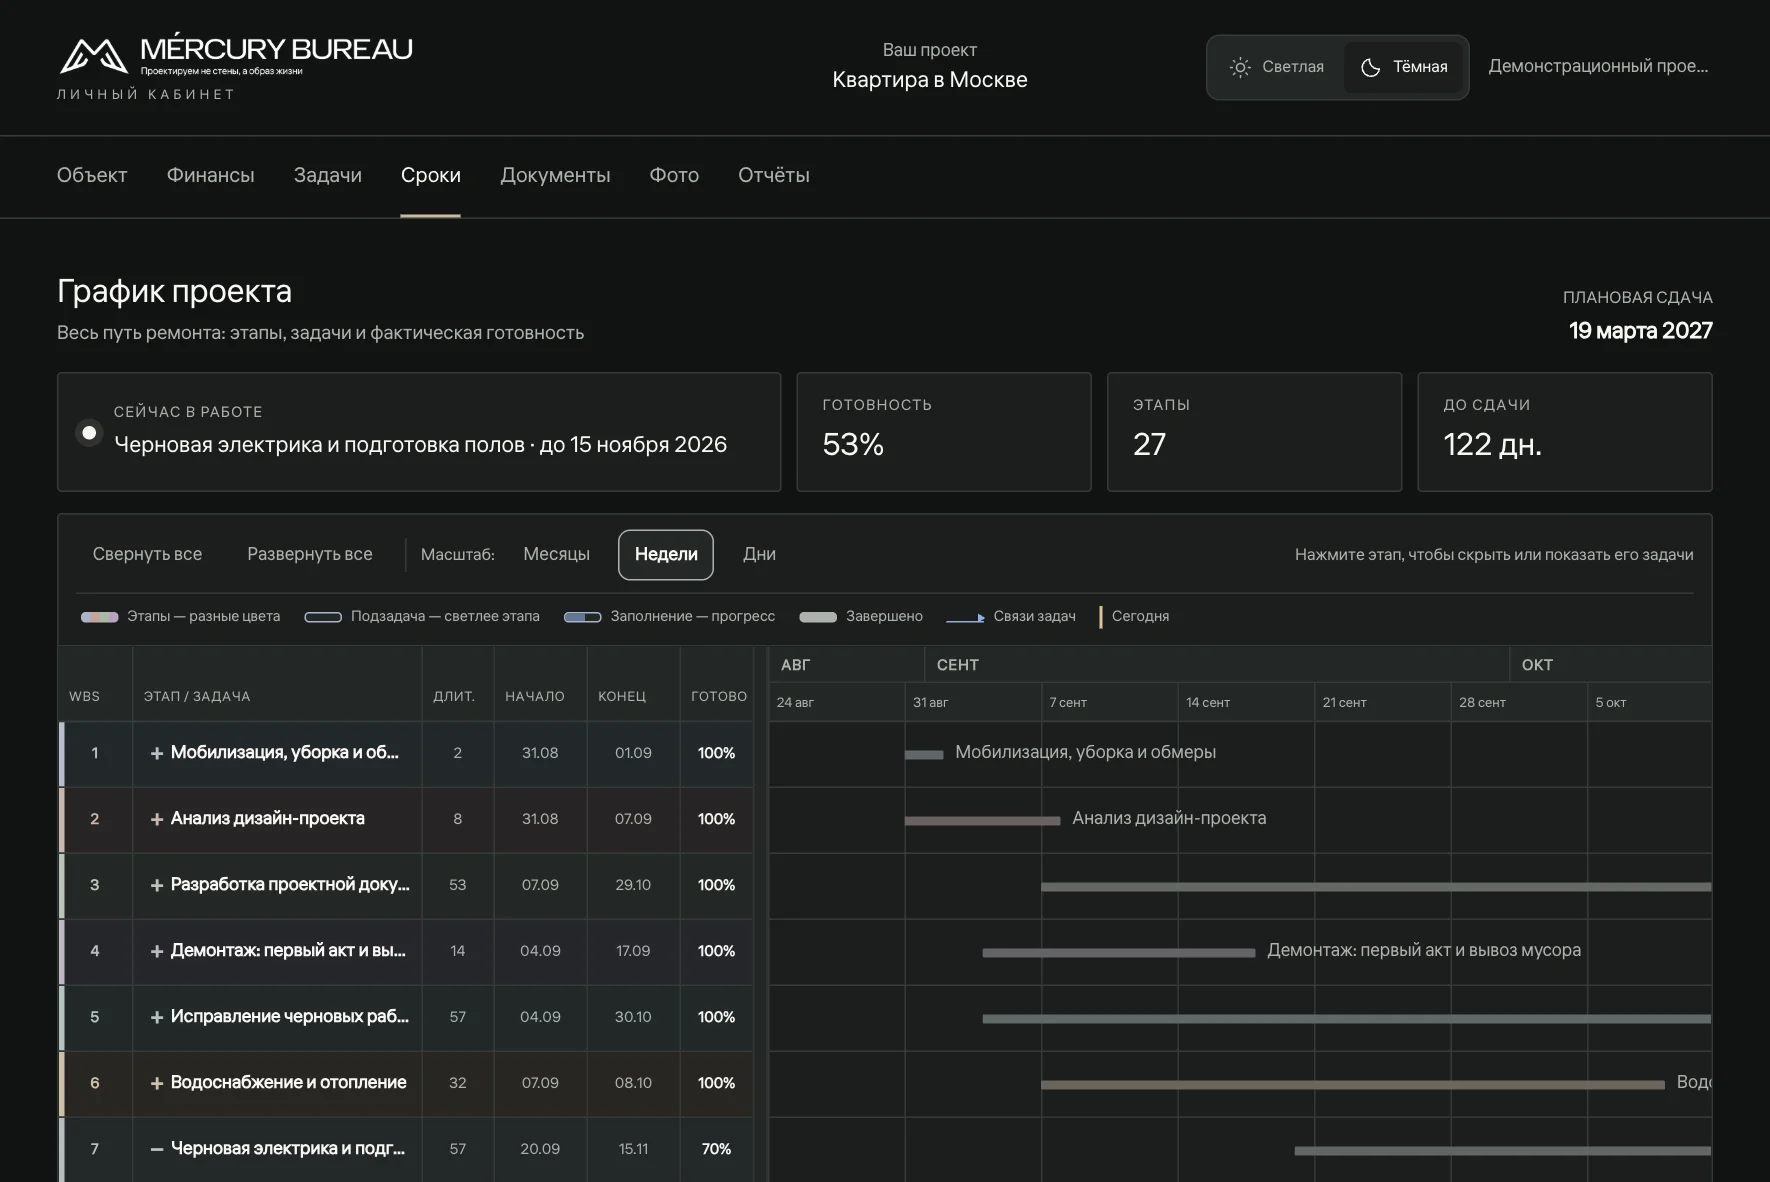 MÉRCURY BUREAU
Проектируем не стены, а образ жизни
ЛИЧНЫЙ КАБИНЕТ
Ваш проект
Квартира в Москве
Светлая
Тёмная
Демонстрационный прое...
Объект
Финансы
Задачи
Сроки
Документы
Фото
Отчёты
График проекта
Весь путь ремонта: этапы, задачи и фактическая готовность
ПЛАНОВАЯ СДАЧА
19 марта 2027
СЕЙЧАС В РАБОТЕ
Черновая электрика и подготовка полов · до 15 ноября 2026
ГОТОВНОСТЬ
53%
ЭТАПЫ
27
ДО СДАЧИ
122 дн.
Свернуть все
Развернуть все
Масштаб:
Месяцы
Недели
Дни
Нажмите этап, чтобы скрыть или показать его задачи
Этапы — разные цвета
Подзадача — светлее этапа
Заполнение — прогресс
Завершено
Связи задач
Сегодня
WBS ЭТАП / ЗАДАЧА ДЛИТ. НАЧАЛО КОНЕЦ ГОТОВО
АВГ СЕНТ ОКТ
24 авг 31 авг 7 сент 14 сент 21 сент 28 сент 5 окт
1 + Мобилизация, уборка и об... 2 31.08 01.09 100% Мобилизация, уборка и обмеры
2 + Анализ дизайн-проекта 8 31.08 07.09 100% Анализ дизайн-проекта
3 + Разработка проектной доку... 53 07.09 29.10 100%
4 + Демонтаж: первый акт и вы... 14 04.09 17.09 100% Демонтаж: первый акт и вывоз мусора
5 + Исправление черновых раб... 57 04.09 30.10 100%
6 + Водоснабжение и отопление 32 07.09 08.10 100%
7 − Черновая электрика и подг... 57 20.09 15.11 70%